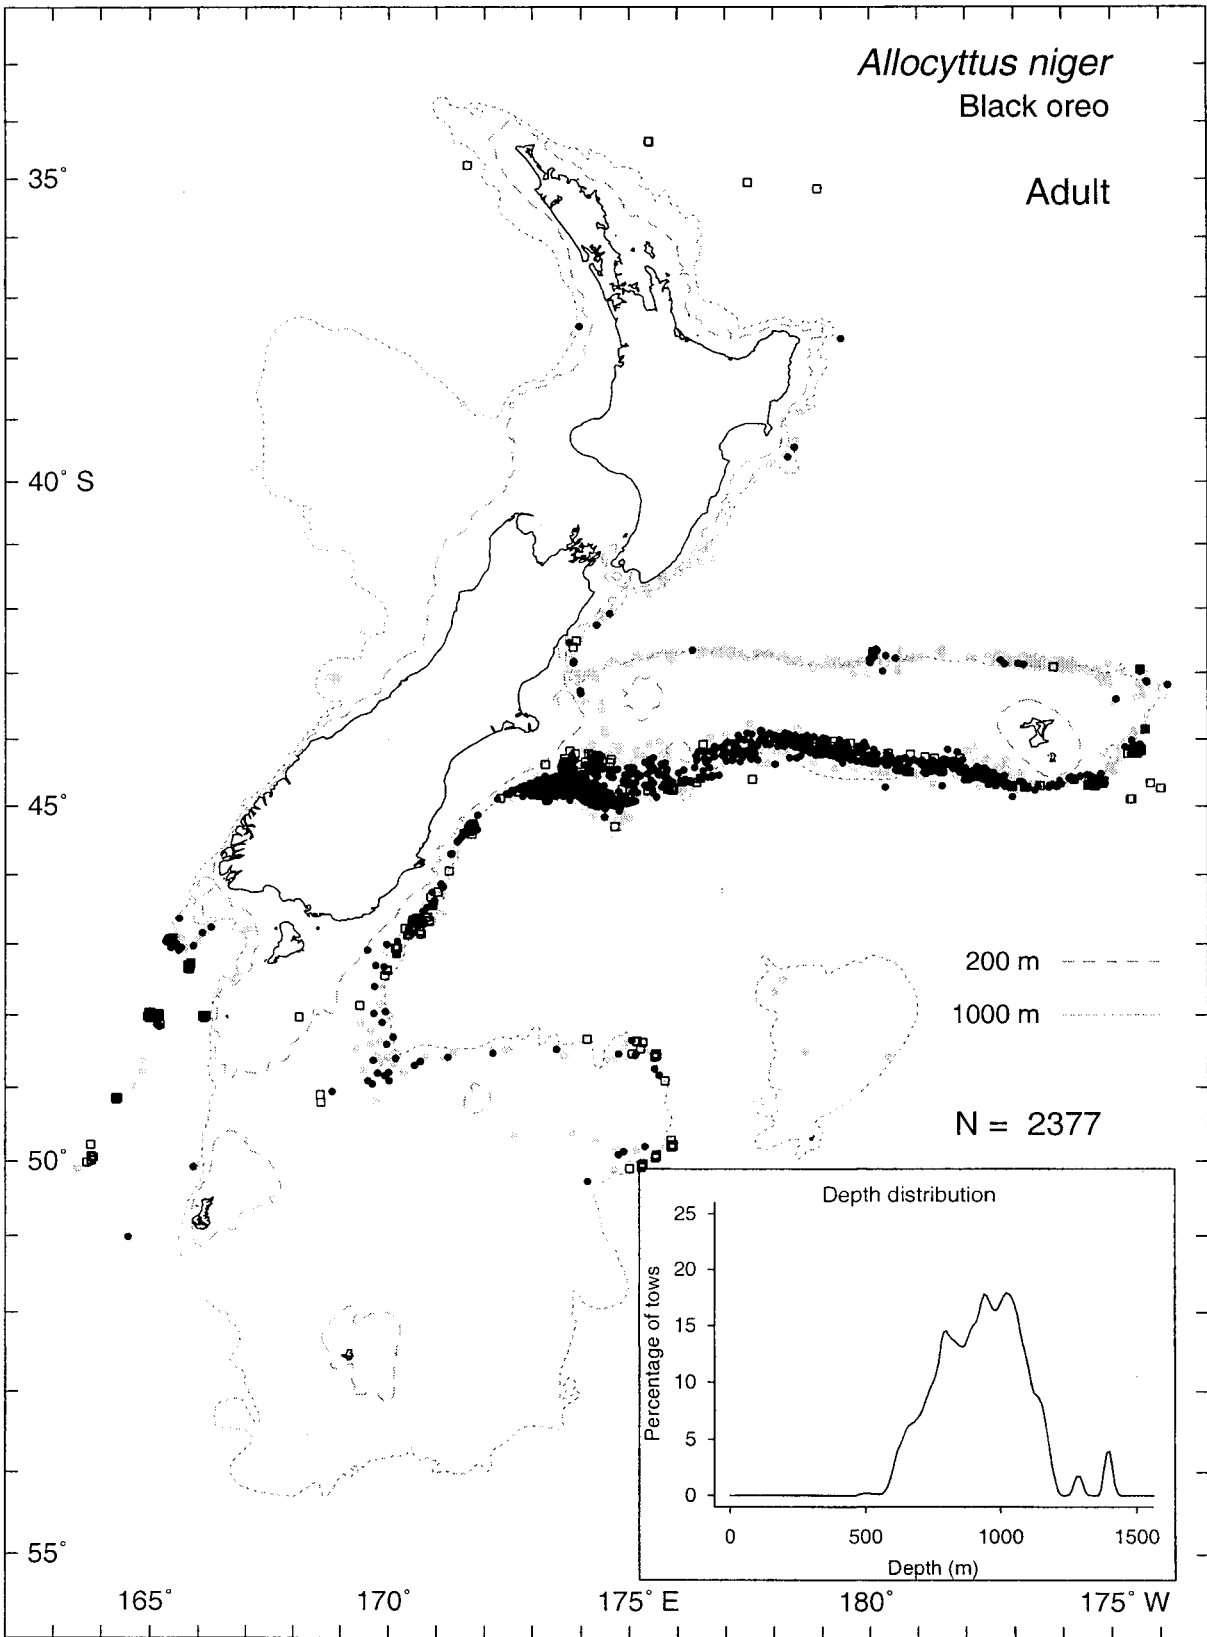 Allocyttus niger
Black oreo
Adult
35°
40° S
45°
50°
55°
200 m
1000 m
N = 2377
Depth distribution
Percentage of tows
25
20
15
10
5
0
0 500 1000 1500
Depth (m)
165° 170° 175° E 180° 175° W